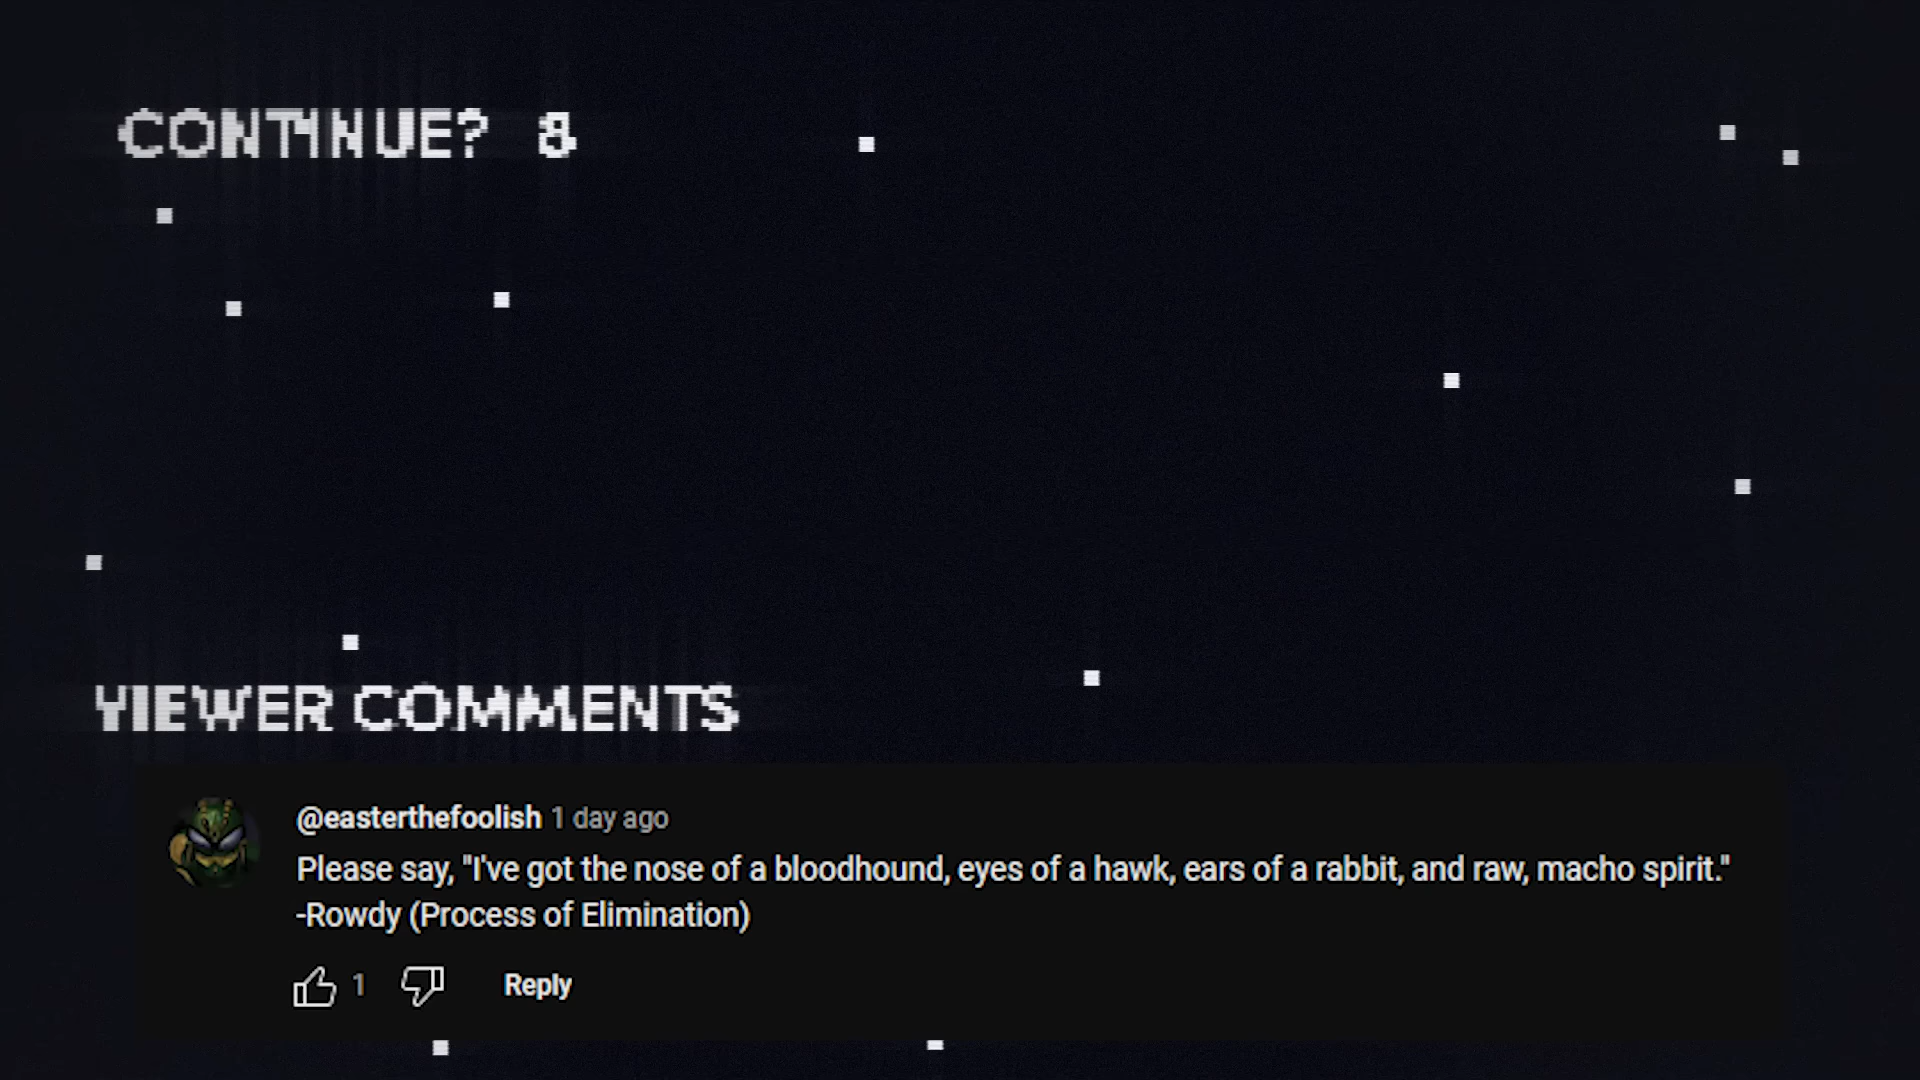 CONTINUE? 8
VIEWER COMMENTS
@easterthefoolish 1 day ago
Please say, "I've got the nose of a bloodhound, eyes of a hawk, ears of a rabbit, and raw, macho spirit."
-Rowdy (Process of Elimination)
1 Reply